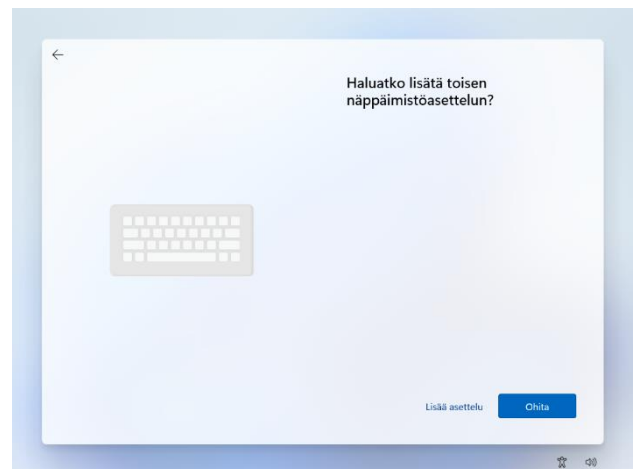 Haluatko lisätä toisen
näppäimistöasettelun?
Lisää asettelu
Ohita